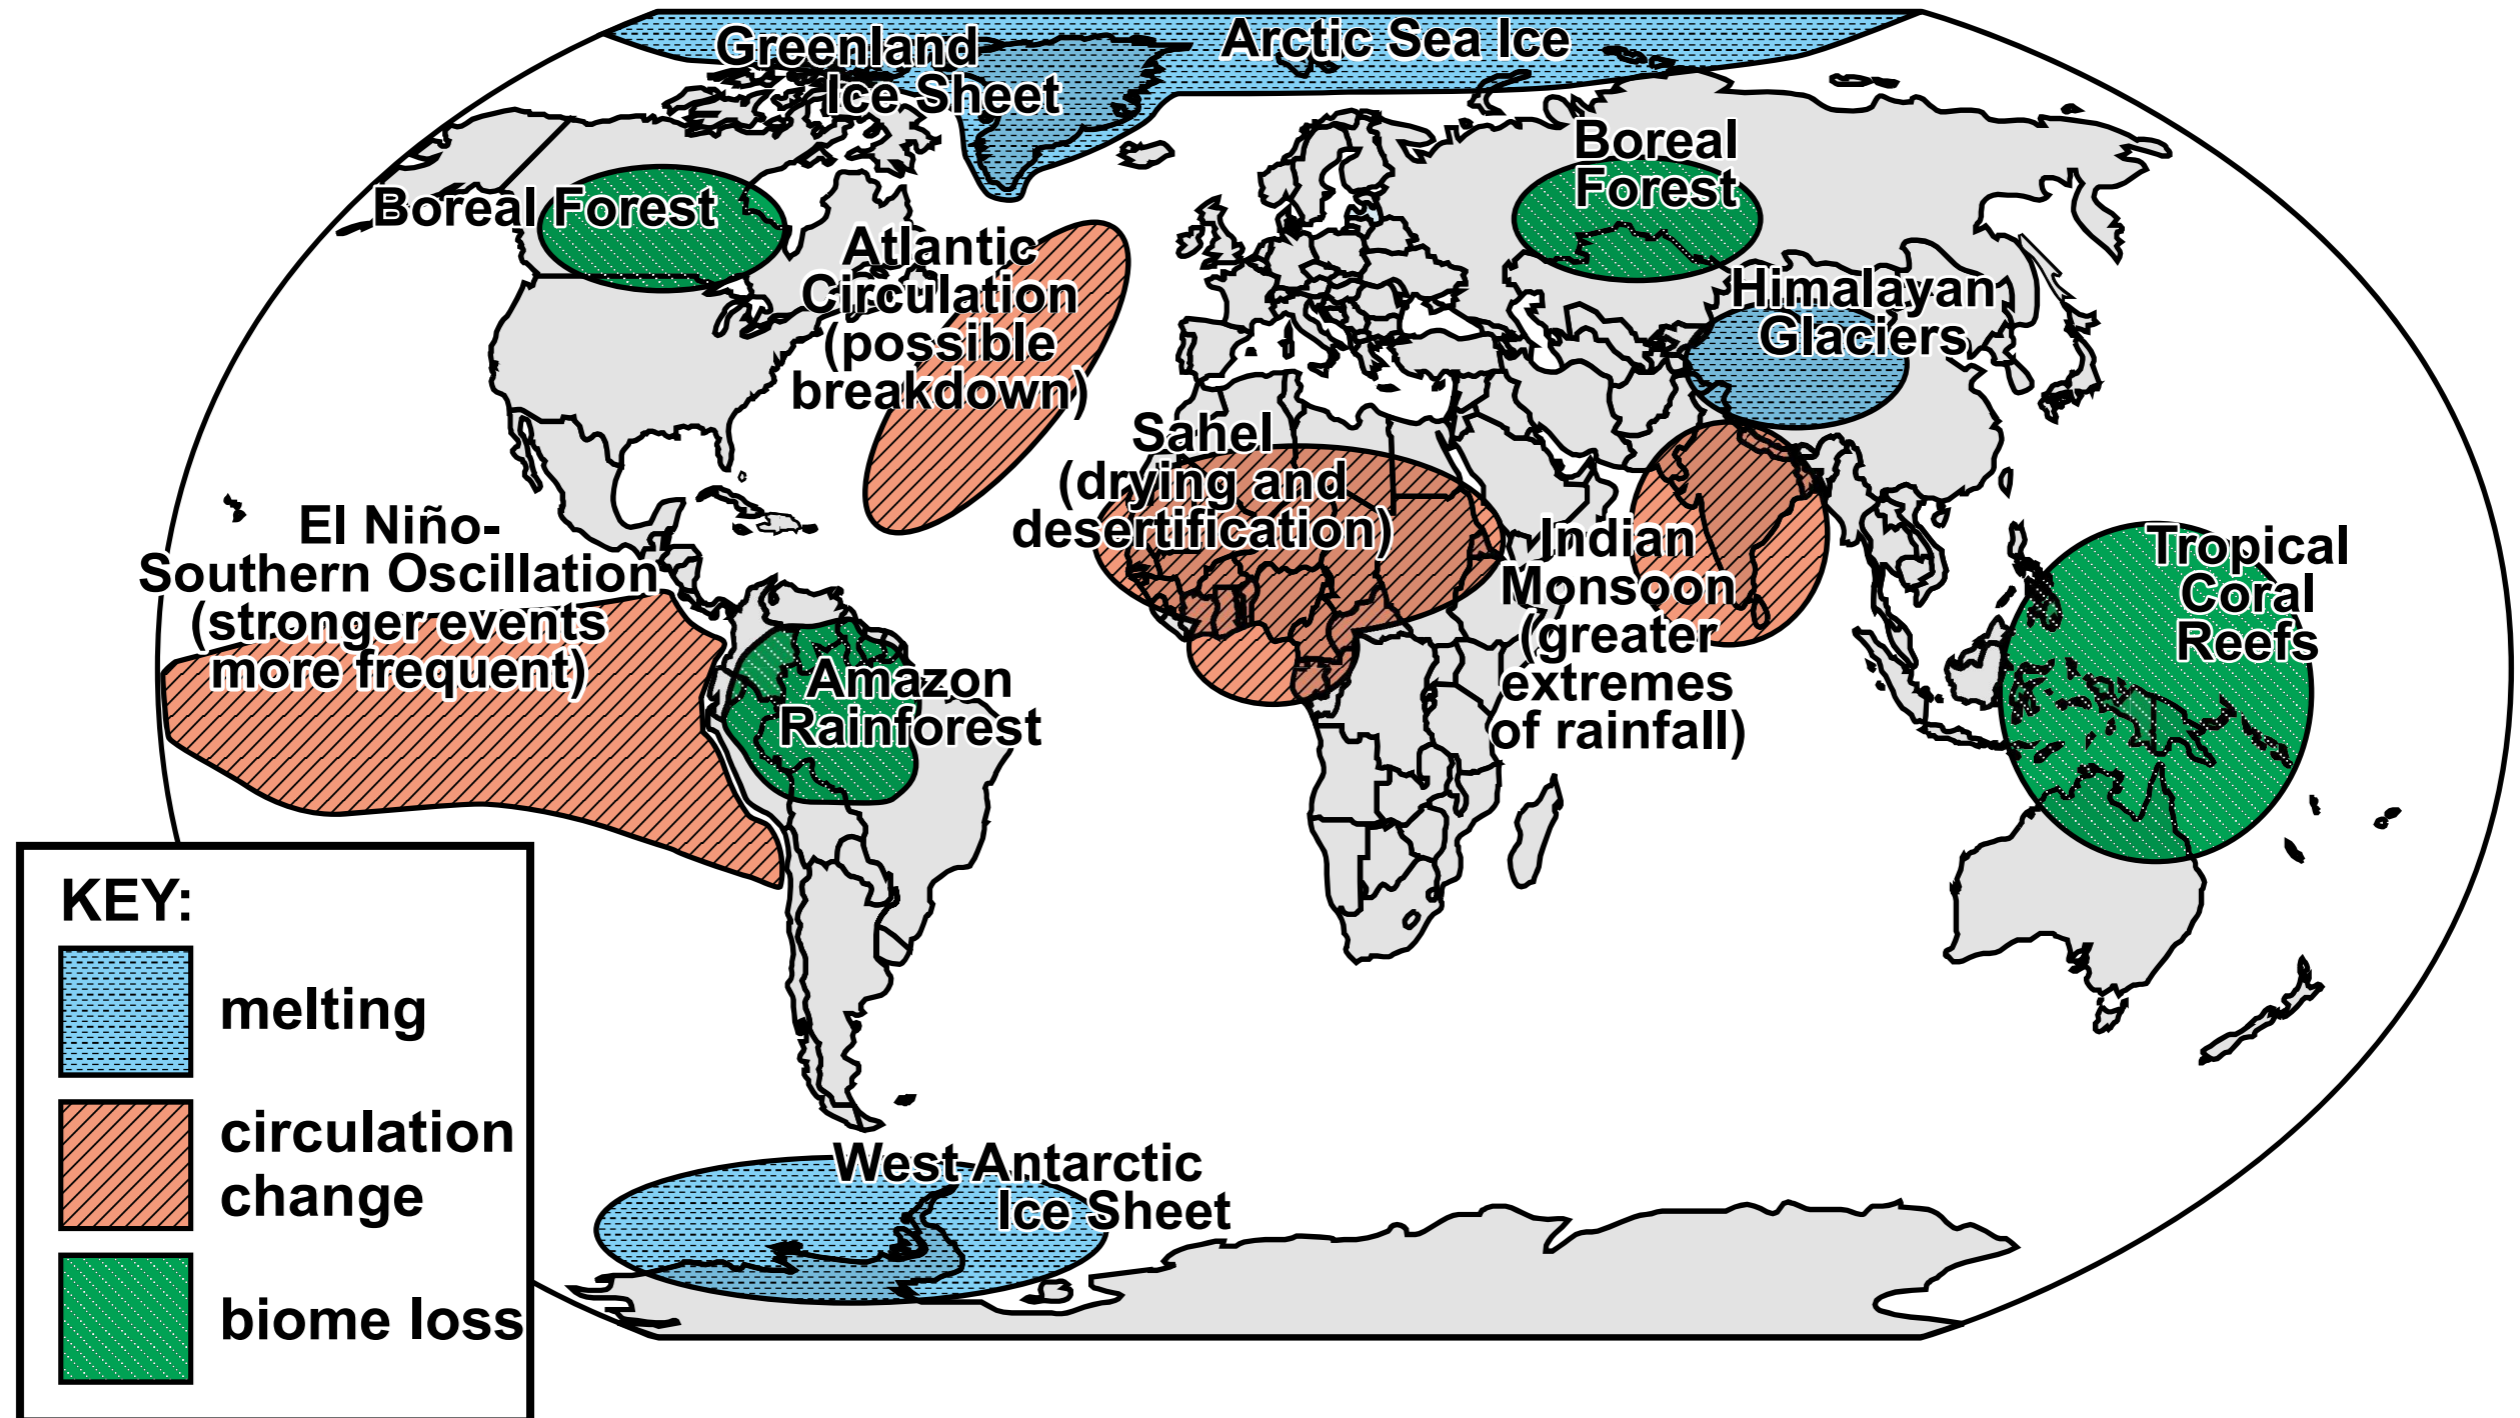 Greenland
Ice Sheet
Arctic Sea Ice
Boreal Forest
Boreal
Forest
Atlantic
Circulation
(possible
breakdown)
Himalayan
Glaciers
Sahel
(drying and
desertification)
El Niño-
Southern Oscillation
(stronger events
more frequent)
Indian
Monsoon
(greater
extremes
of rainfall)
Tropical
Coral
Reefs
Amazon
Rainforest
KEY:
melting
circulation
change
biome loss
West Antarctic
Ice Sheet